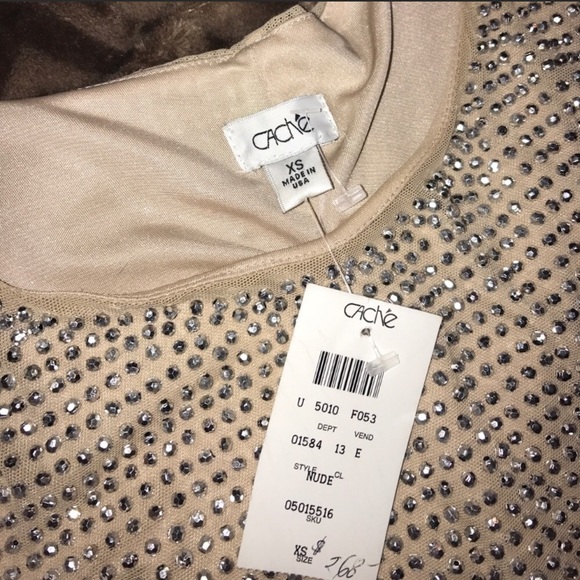 CACHÉ.
XS
MADE IN
USA
CACHÉ
U 5010 F053
DEPT VEND
01584 13 E
STYLE CL
NUDE
05015516
SKU
XS $
SIZE
268-